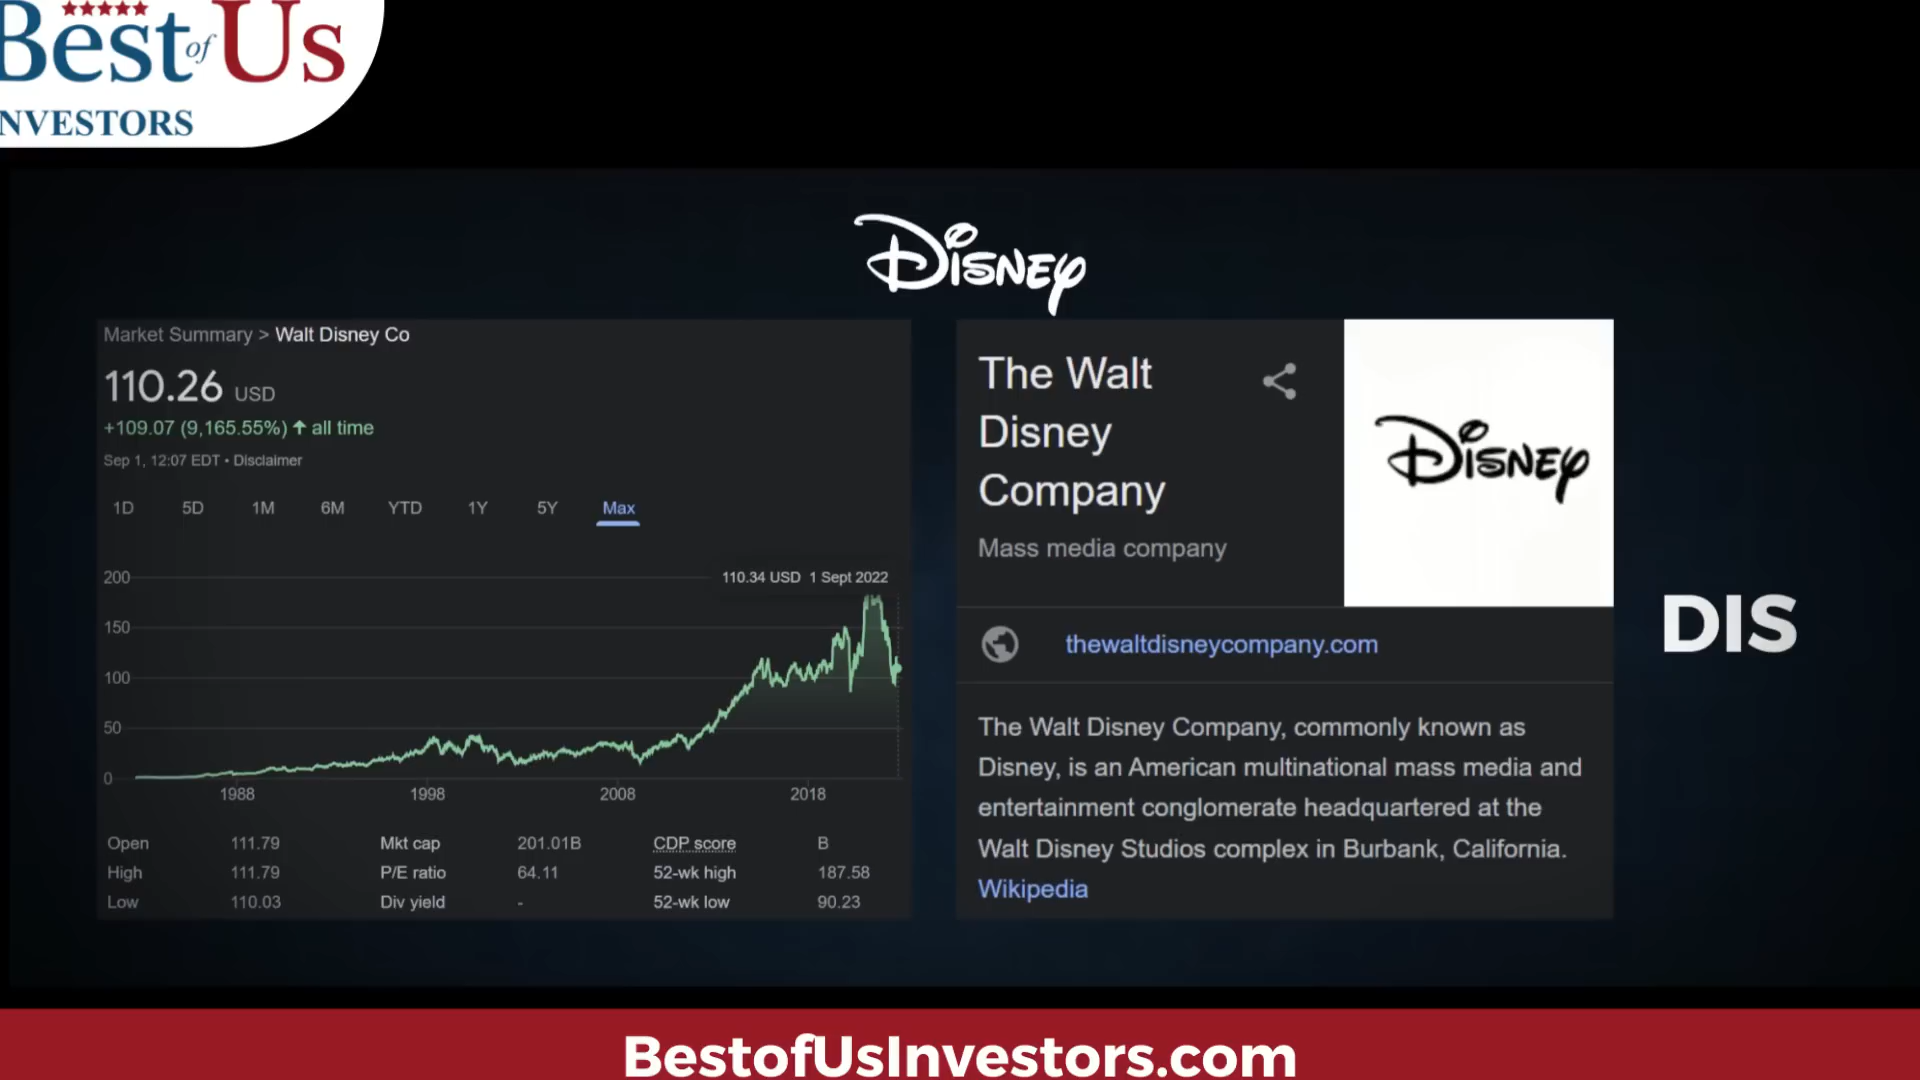 Best of Us
NVESTORS
Disney
Market Summary > Walt Disney Co
110.26 USD
+109.07 (9,165.55%) ↑ all time
Sep 1, 12:07 EDT • Disclaimer
1D 5D 1M 6M YTD 1Y 5Y Max
110.34 USD 1 Sept 2022
200
150
100
50
0
1988 1998 2008 2018
Open 111.79 Mkt cap 201.01B CDP score B
High 111.79 P/E ratio 64.11 52-wk high 187.58
Low 110.03 Div yield - 52-wk low 90.23
The Walt
Disney
Company
Mass media company
Disney
thewaltdisneycompany.com
The Walt Disney Company, commonly known as
Disney, is an American multinational mass media and
entertainment conglomerate headquartered at the
Walt Disney Studios complex in Burbank, California.
Wikipedia
DIS
BestofUsInvestors.com